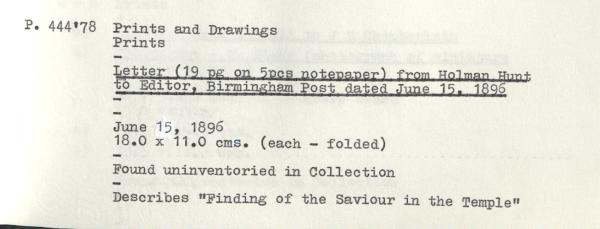 P. 444'78 Prints and Drawings
Prints
-
Letter (19 pg on 5pcs notepaper) from Holman Hunt
to Editor, Birmingham Post dated June 15, 1896
-
-
June 15, 1896
18.0 x 11.0 cms. (each - folded)
-
Found uninventoried in Collection
-
Describes "Finding of the Saviour in the Temple"